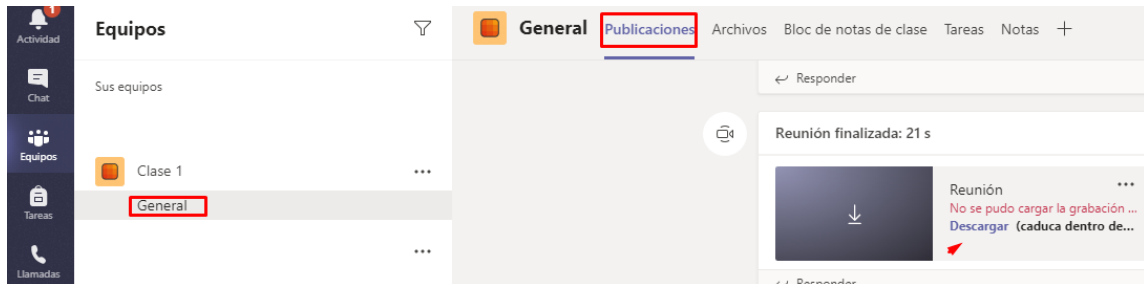 1
Actividad
Chat
Equipos
Tareas
Llamadas
Equipos
Sus equipos
Clase 1
General
General Publicaciones Archivos Bloc de notas de clase Tareas Notas +
Responder
Reunión finalizada: 21 s
Reunión
No se pudo cargar la grabación ...
Descargar (caduca dentro de...
Responder